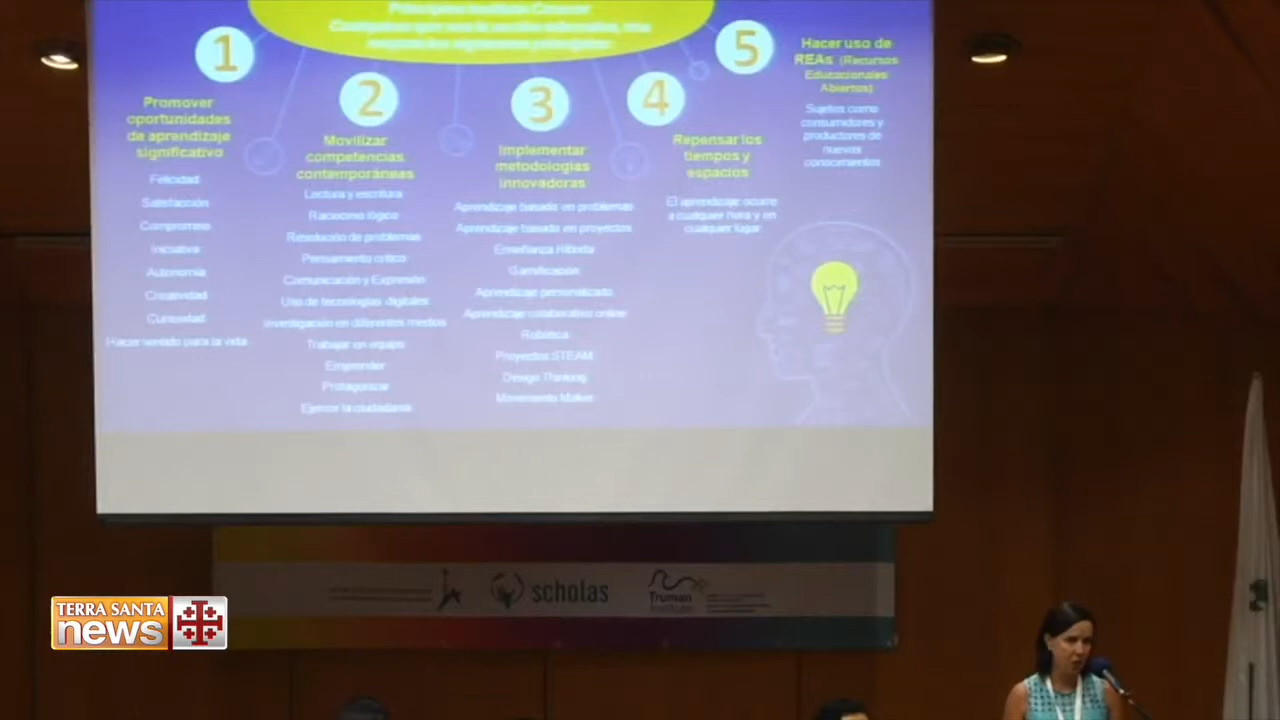 1
Promover
oportunidades
de aprendizaje
significativo
Felicidad
Satisfacción
Compromiso
Iniciativa
Autonomía
Creatividad
Curiosidad
Hacer sentido para la vida
2
Movilizar
competencias
contemporáneas
Lectura y escritura
Raciocinio lógico
Resolución de problemas
Pensamiento crítico
Comunicación y Expresión
Uso de tecnologías digitales
Investigación en diferentes medios
Trabajar en equipo
Emprender
Protagonizar
Ejercer la ciudadanía
3
Implementar
metodologías
innovadoras
Aprendizaje basado en problemas
Aprendizaje basado en proyectos
Enseñanza Híbrida
Gamificación
Aprendizaje personalizado
Aprendizaje colaborativo online
Robótica
Proyectos STEAM
Design Thinking
Movimiento Maker
4
Repensar los
tiempos y
espacios
El aprendizaje ocurre
a cualquier hora y en
cualquier lugar
5
Hacer uso de
REAs (Recursos
Educacionales
Abiertos)
Sujetos como
consumidores y
productores de
nuevos
conocimientos
scholas
Truman
Institute
TERRA SANTA
news